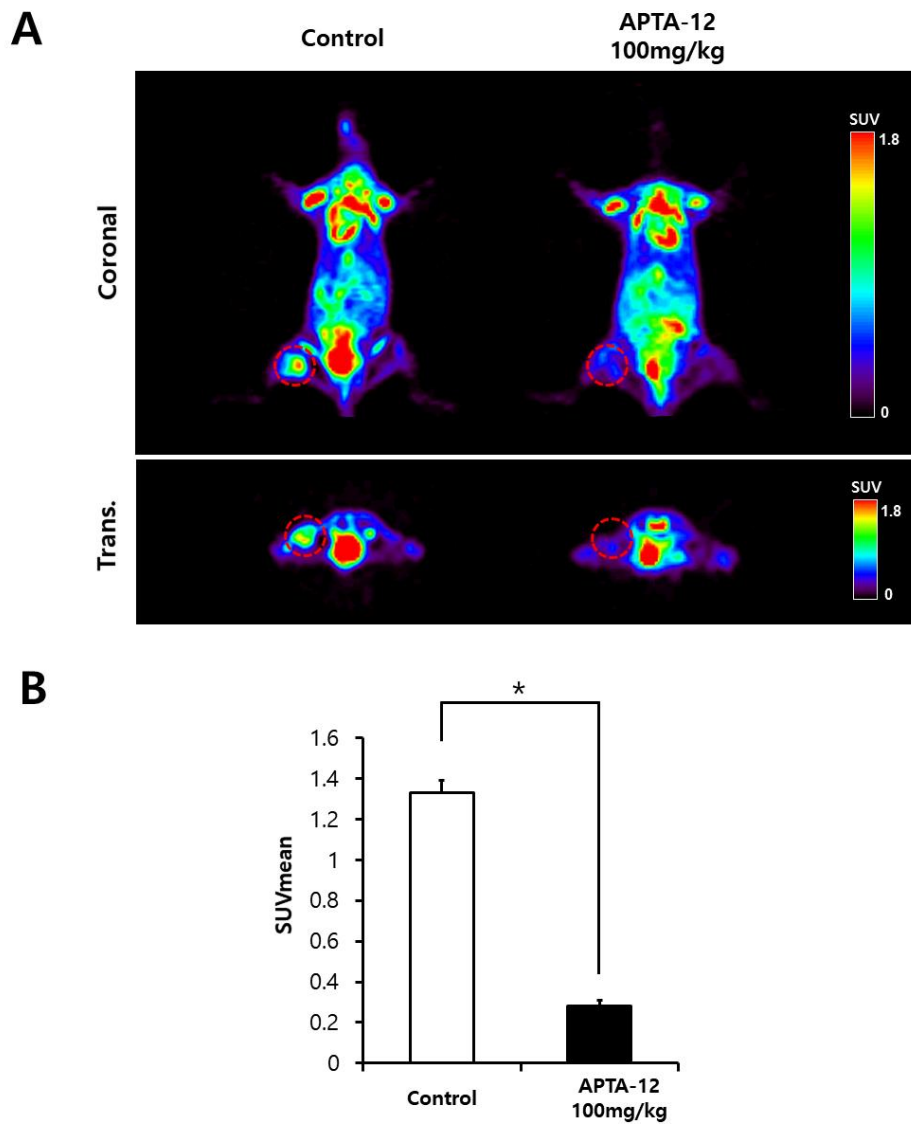 A
Control
APTA-12
100mg/kg
Coronal
SUV
1.8
0
Trans.
SUV
1.8
0
B
*
SUVmean
1.6
1.4
1.2
1
0.8
0.6
0.4
0.2
0
Control
APTA-12
100mg/kg